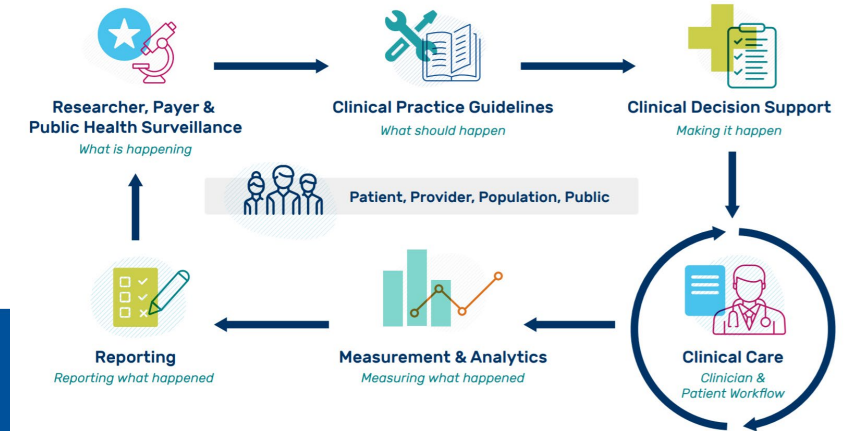 Researcher, Payer &
Public Health Surveillance
What is happening
Clinical Practice Guidelines
What should happen
Clinical Decision Support
Making it happen
Patient, Provider, Population, Public
Reporting
Reporting what happened
Measurement & Analytics
Measuring what happened
Clinical Care
Clinician &
Patient Workflow